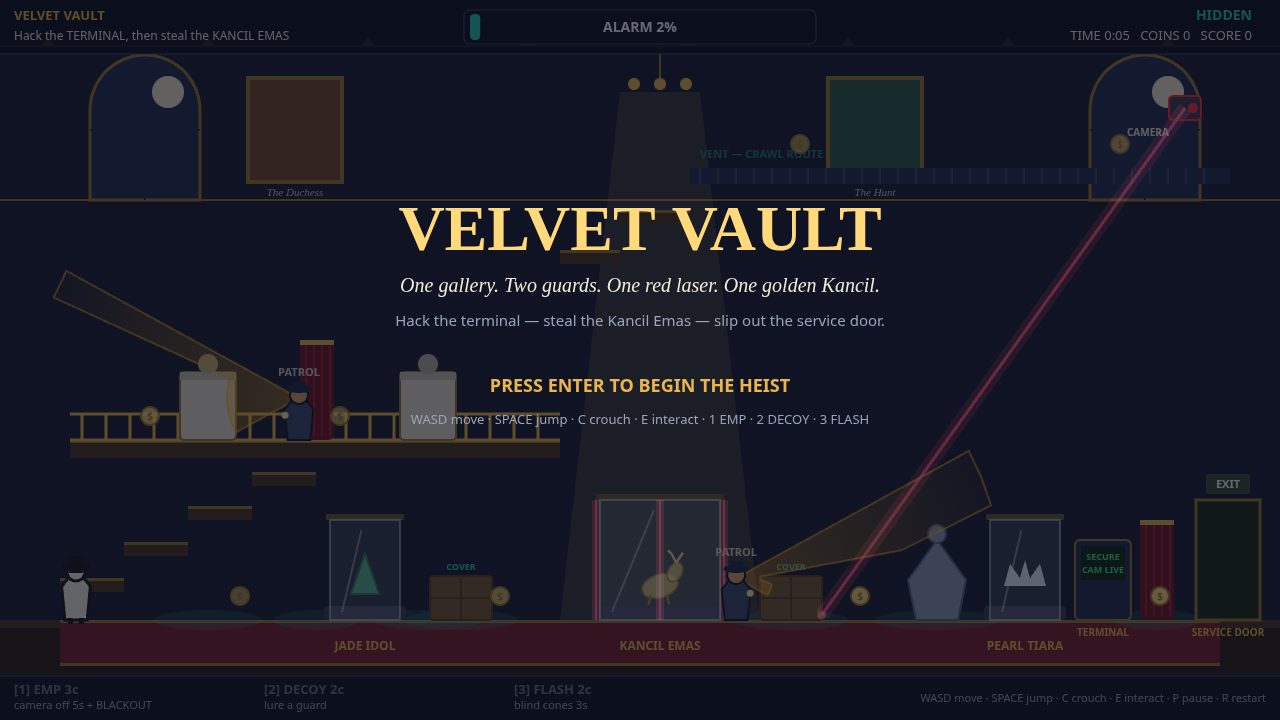 VELVET VAULT
Hack the TERMINAL, then steal the KANCIL EMAS
ALARM 2%
HIDDEN
TIME 0:05 COINS 0 SCORE 0
CAMERA
VENT — CRAWL ROUTE
The Duchess
The Hunt
VELVET VAULT
One gallery. Two guards. One red laser. One golden Kancil.
Hack the terminal — steal the Kancil Emas — slip out the service door.
PATROL
PRESS ENTER TO BEGIN THE HEIST
WASD move · SPACE jump · C crouch · E interact · 1 EMP · 2 DECOY · 3 FLASH
EXIT
PATROL
COVER
COVER
SECURE
CAM LIVE
TERMINAL
SERVICE DOOR
JADE IDOL
KANCIL EMAS
PEARL TIARA
[1] EMP 3c
camera off 5s + BLACKOUT
[2] DECOY 2c
lure a guard
[3] FLASH 2c
blind cones 3s
WASD move · SPACE jump · C crouch · E interact · P pause · R restart